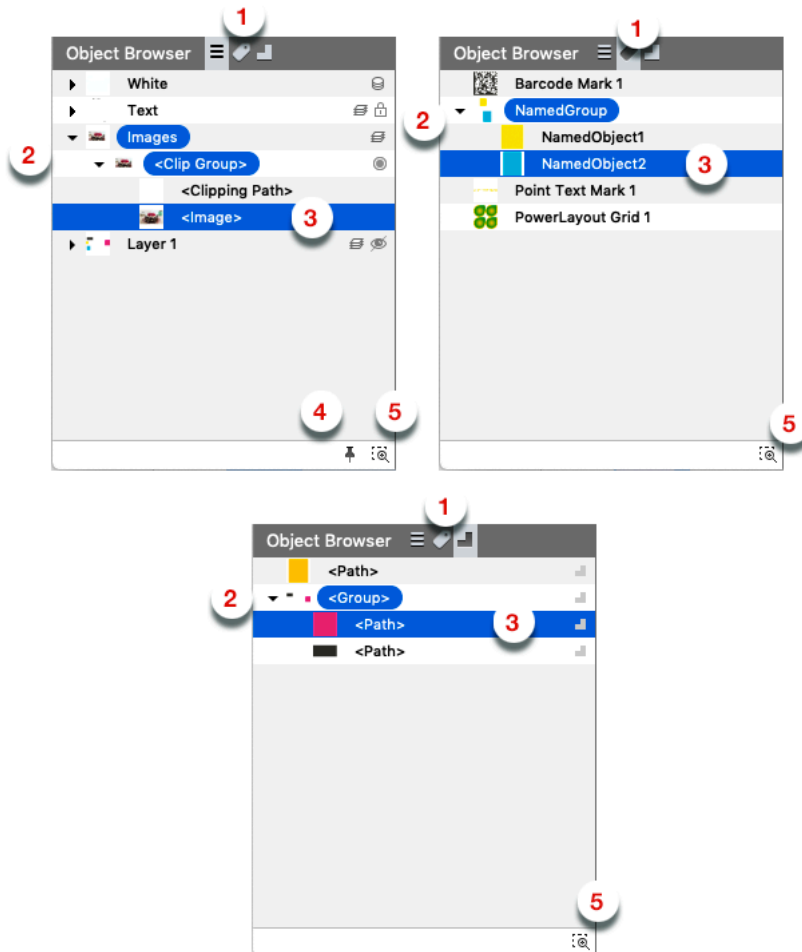 1
Object Browser
White
Text
2
Images
<Clip Group>
<Clipping Path>
<Image>
3
Layer 1
4
5
1
Object Browser
Barcode Mark 1
2
NamedGroup
NamedObject1
NamedObject2
3
Point Text Mark 1
PowerLayout Grid 1
5
1
Object Browser
<Path>
2
<Group>
<Path>
3
<Path>
5